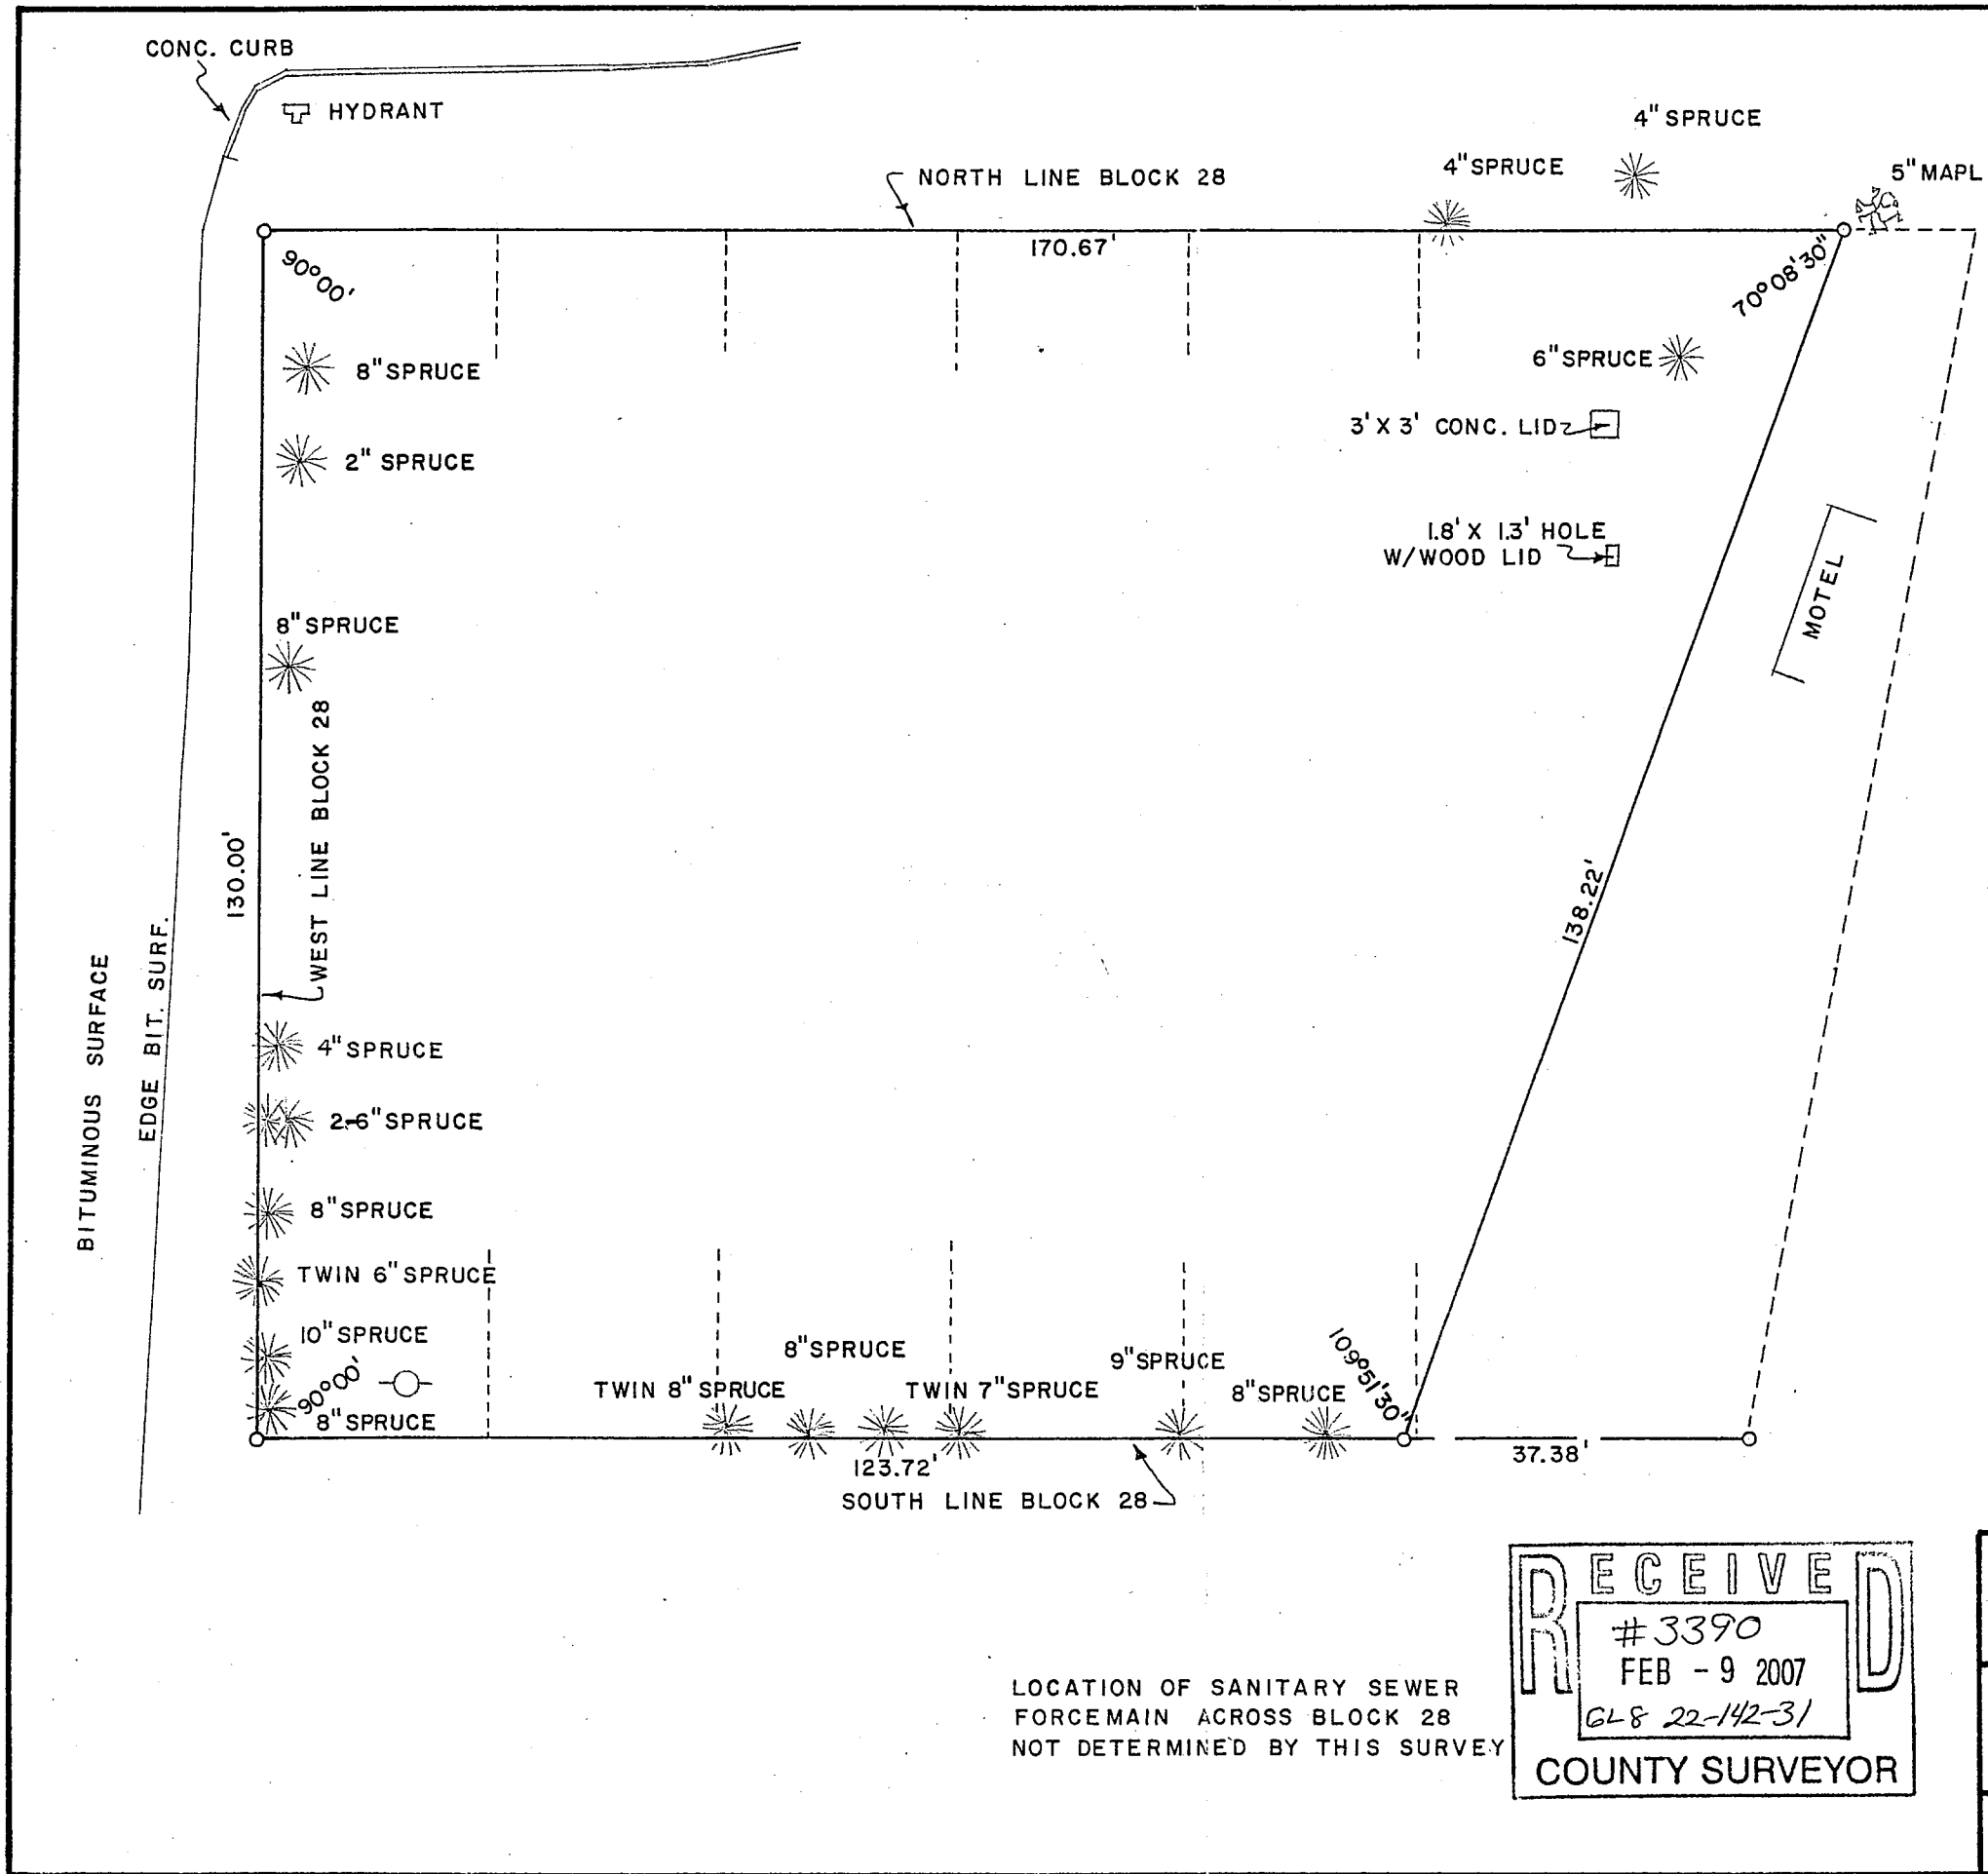 CONC. CURB
HYDRANT
4" SPRUCE
4" SPRUCE
5" MAPL
NORTH LINE BLOCK 28
170.67'
90°00'
70°08'30"
8" SPRUCE
6" SPRUCE
3' X 3' CONC. LID
2" SPRUCE
1.8' X 1.3' HOLE
W/WOOD LID
MOTEL
8" SPRUCE
WEST LINE BLOCK 28
130.00'
138.22'
BITUMINOUS SURFACE
EDGE BIT. SURF.
4" SPRUCE
2-6" SPRUCE
8" SPRUCE
TWIN 6" SPRUCE
10" SPRUCE
90°00'
8" SPRUCE
8" SPRUCE
TWIN 8" SPRUCE
TWIN 7" SPRUCE
9" SPRUCE
8" SPRUCE
109°51'30"
123.72'
37.38'
SOUTH LINE BLOCK 28
LOCATION OF SANITARY SEWER
FORCEMAIN ACROSS BLOCK 28
NOT DETERMINED BY THIS SURVEY
RECEIVED
#3390
FEB - 9 2007
GL8 22-142-31
COUNTY SURVEYOR